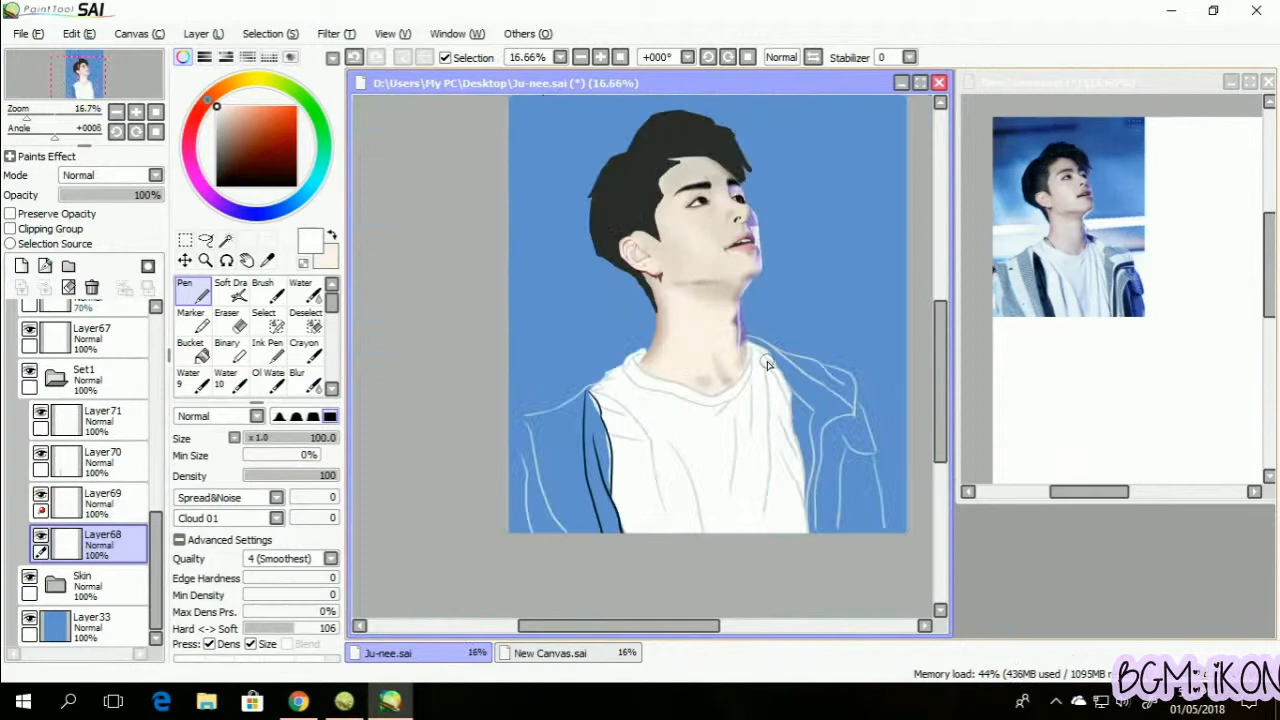 PaintTool SAI
File (F) Edit (E) Canvas (C) Layer (L) Selection (S) Filter (T) View (V) Window (W) Others (O)
Selection 16.66% +000° Normal Stabilizer 0
D:\Users\My PC\Desktop\Ju-nee.sai (*) (16.66%)
Zoom 16.7%
Angle
Paints Effect
Mode Normal
Opacity 100%
Preserve Opacity
Clipping Group
Selection Source
Normal
70%
Layer67
Normal
100%
Set1
Normal
100%
Layer71
Normal
100%
Layer70
Normal
100%
Layer69
Normal
100%
Layer68
Normal
100%
Skin
Normal
100%
Layer33
Normal
100%
Pen Soft Dra Brush Water
Marker Eraser Select Deselect
Bucket Binary Ink Pen Crayon
Water 9 Water 10 Oil Wate Blur
Normal
Size x 1.0 100.0
Min Size 0%
Density 100
Spread&Noise 0
Cloud 01 0
Advanced Settings
Quality 4 (Smoothest)
Edge Hardness 0
Min Density 0
Max Dens Prs. 0%
Hard <-> Soft 106
Press: Dens Size Blend
Ju-nee.sai 16% New Canvas.sai 16%
Memory load: 44% (436MB used / 1095MB
BGM: iKON
01/05/2018